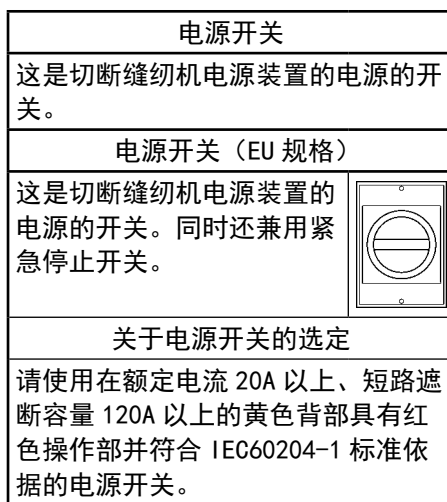 电源开关
这是切断缝纫机电源装置的电源的开
关。
电源开关（EU 规格）
这是切断缝纫机电源装置的
电源的开关。同时还兼用紧
急停止开关。
关于电源开关的选定
请使用在额定电流 20A 以上、短路遮
断容量 120A 以上的黄色背部具有红
色操作部并符合 IEC60204-1 标准依
据的电源开关。